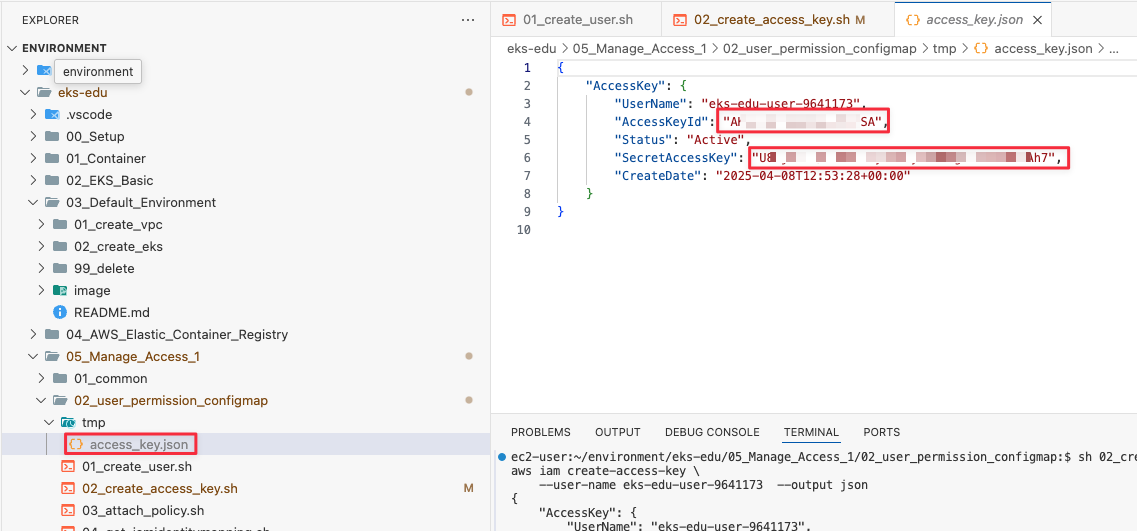 EXPLORER
ENVIRONMENT
environment
eks-edu
.vscode
00_Setup
01_Container
02_EKS_Basic
03_Default_Environment
01_create_vpc
02_create_eks
99_delete
image
README.md
04_AWS_Elastic_Container_Registry
05_Manage_Access_1
01_common
02_user_permission_configmap
tmp
access_key.json
01_create_user.sh
02_create_access_key.sh M
03_attach_policy.sh
01_create_user.sh 02_create_access_key.sh M access_key.json
eks-edu > 05_Manage_Access_1 > 02_user_permission_configmap > tmp > {} access_key.json > ...
1 {
2 "AccessKey": {
3 "UserName": "eks-edu-user-9641173",
4 "AccessKeyId": SA",
5 "Status": "Active",
6 "SecretAccessKey": "U8 Ah7",
7 "CreateDate": "2025-04-08T12:53:28+00:00"
8 }
9 }
10
PROBLEMS OUTPUT DEBUG CONSOLE TERMINAL PORTS
ec2-user:~/environment/eks-edu/05_Manage_Access_1/02_user_permission_configmap:$ sh 02_cre
aws iam create-access-key \
--user-name eks-edu-user-9641173 --output json
{
"AccessKey": {
"UserName": "eks-edu-user-9641173",